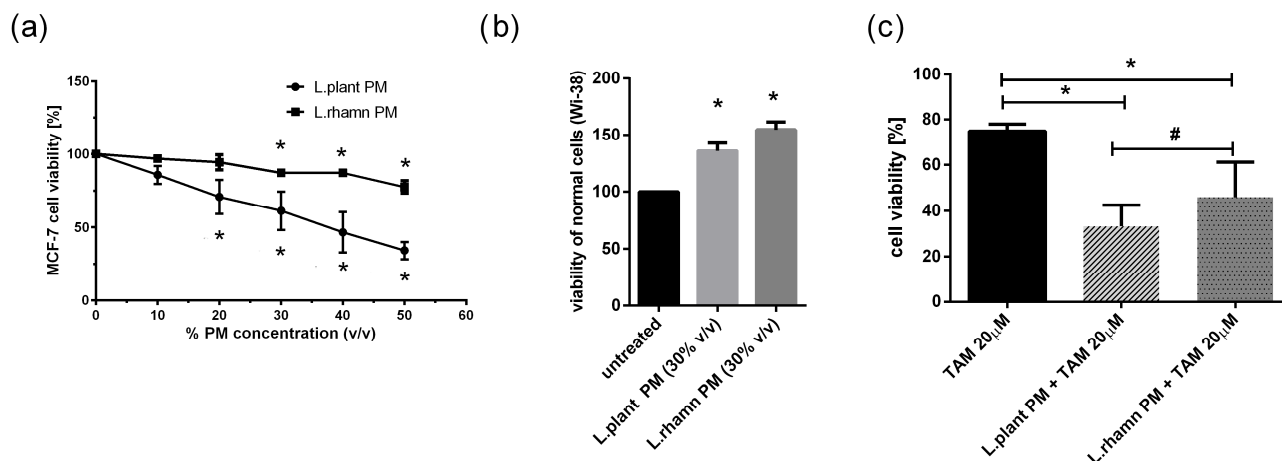 (a)
(b)
(c)
MCF-7 cell viability [%]
150
100
50
0
L.plant PM
L.rhamn PM
*
*
*
*
*
*
*
0
10
20
30
40
50
60
% PM concentration (v/v)
viability of normal cells (Wi-38)
200
150
100
50
0
*
*
untreated
L.plant PM (30% v/v)
L.rhamn PM (30% v/v)
cell viability [%]
100
80
60
40
20
0
*
*
#
TAM 20µM
L.plant PM + TAM 20µM
L.rhamn PM + TAM 20µM